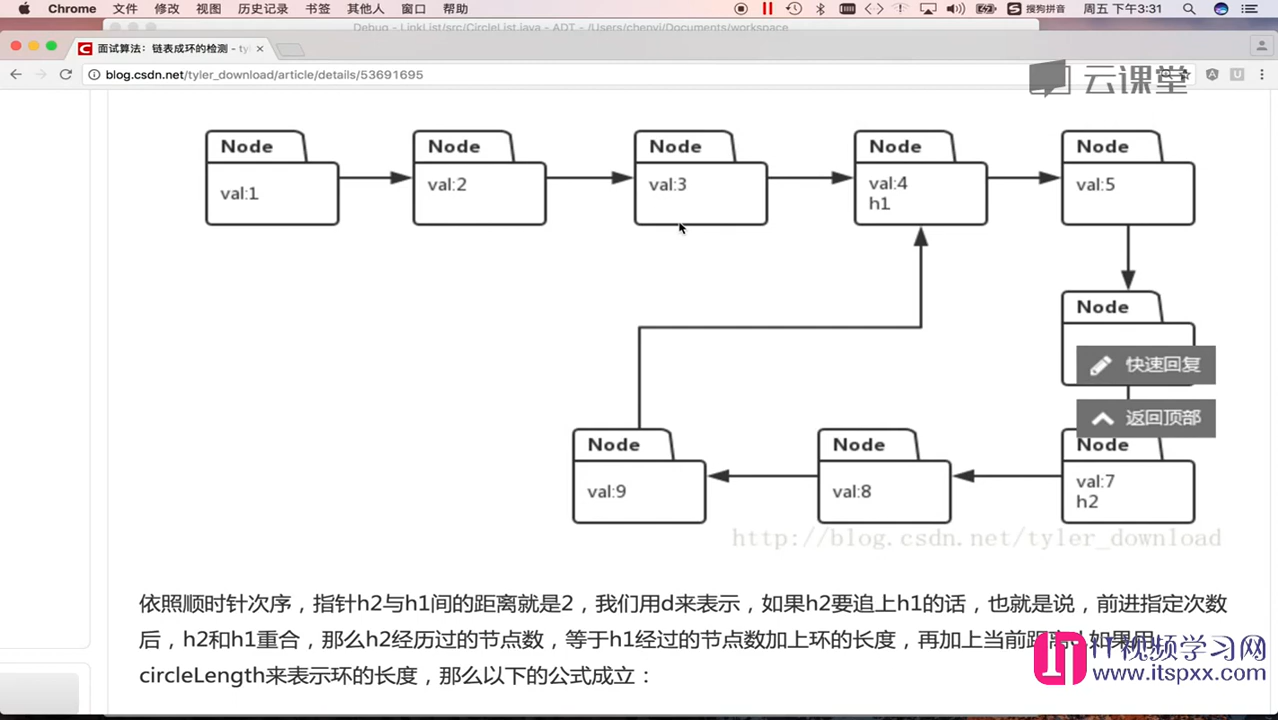 Chrome 文件 修改 视图 历史记录 书签 其他人 窗口 帮助 搜狗拼音 周五 下午3:31
Debug - LinkList/src/CircleList.java - ADT - /Users/chenyi/Documents/workspace
面试算法：链表成环的检测 - ty
blog.csdn.net/tyler_download/article/details/53691695
云课堂
Node Node Node Node Node
val:1 val:2 val:3 val:4 val:5
h1
Node
快速回复
返回顶部
Node Node Node
val:9 val:8 val:7
h2
http://blog.csdn.net/tyler_download
依照顺时针次序，指针h2与h1间的距离就是2，我们用d来表示，如果h2要追上h1的话，也就是说，前进指定次数
后，h2和h1重合，那么h2经历过的节点数，等于h1经过的节点数加上环的长度，再加上当前距离d,如果用
circleLength来表示环的长度，那么以下的公式成立：
IT视频学习网
www.itspxx.com